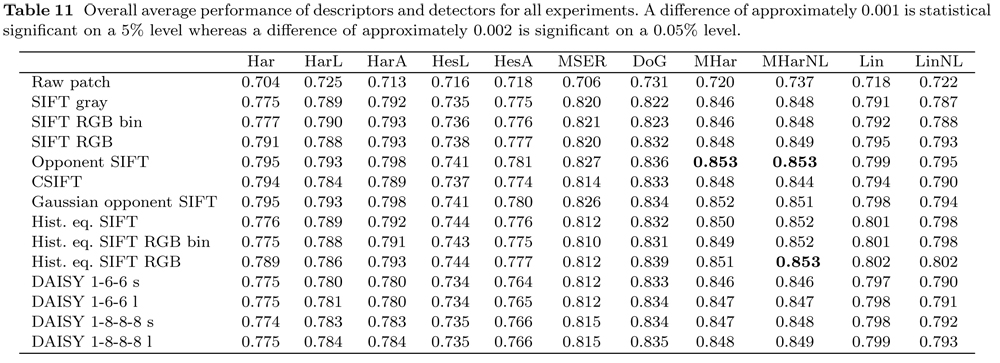 Table 11 Overall average performance of descriptors and detectors for all experiments. A difference of approximately 0.001 is statistical
significant on a 5% level whereas a difference of approximately 0.002 is significant on a 0.05% level.
Har HarL HarA HesL HesA MSER DoG MHar MHarNL Lin LinNL
Raw patch 0.704 0.725 0.713 0.716 0.718 0.706 0.731 0.720 0.737 0.718 0.722
SIFT gray 0.775 0.789 0.792 0.735 0.775 0.820 0.822 0.846 0.848 0.791 0.787
SIFT RGB bin 0.777 0.790 0.793 0.736 0.776 0.821 0.823 0.846 0.848 0.792 0.788
SIFT RGB 0.791 0.788 0.793 0.738 0.777 0.820 0.832 0.848 0.849 0.795 0.793
Opponent SIFT 0.795 0.793 0.798 0.741 0.781 0.827 0.836 0.853 0.853 0.799 0.795
CSIFT 0.794 0.784 0.789 0.737 0.774 0.814 0.833 0.848 0.844 0.794 0.790
Gaussian opponent SIFT 0.795 0.793 0.798 0.741 0.780 0.826 0.834 0.852 0.851 0.798 0.794
Hist. eq. SIFT 0.776 0.789 0.792 0.744 0.776 0.812 0.832 0.850 0.852 0.801 0.798
Hist. eq. SIFT RGB bin 0.775 0.788 0.791 0.743 0.775 0.810 0.831 0.849 0.852 0.801 0.798
Hist. eq. SIFT RGB 0.789 0.786 0.793 0.744 0.777 0.812 0.839 0.851 0.853 0.802 0.802
DAISY 1-6-6 s 0.775 0.780 0.780 0.734 0.764 0.812 0.833 0.846 0.846 0.797 0.790
DAISY 1-6-6 l 0.775 0.781 0.780 0.734 0.765 0.812 0.834 0.847 0.847 0.798 0.791
DAISY 1-8-8-8 s 0.774 0.783 0.783 0.735 0.766 0.815 0.834 0.847 0.848 0.798 0.792
DAISY 1-8-8-8 l 0.775 0.784 0.784 0.735 0.766 0.815 0.835 0.848 0.849 0.799 0.793